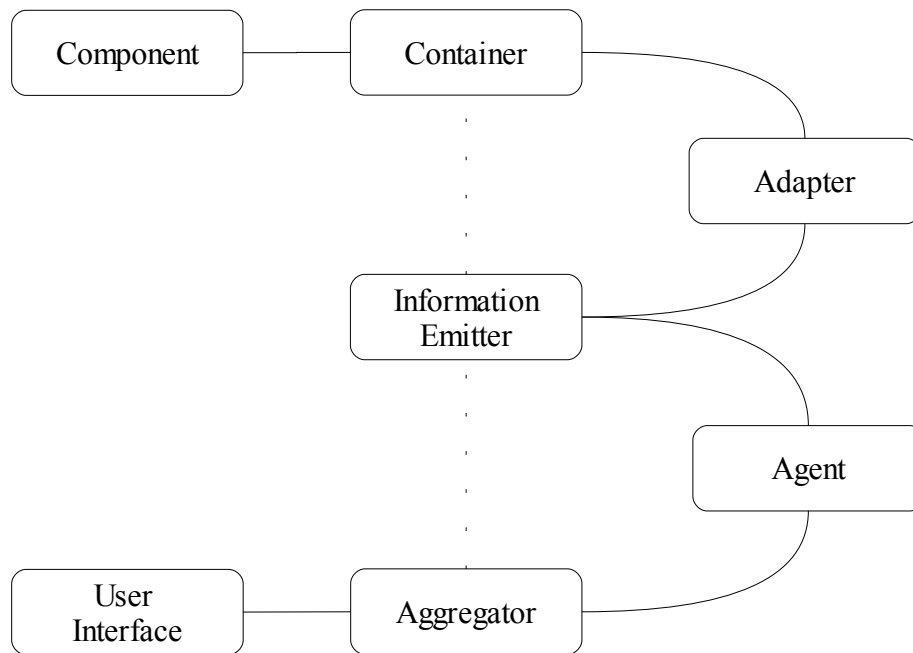 Component
Container
Adapter
Information
Emitter
Agent
User
Interface
Aggregator